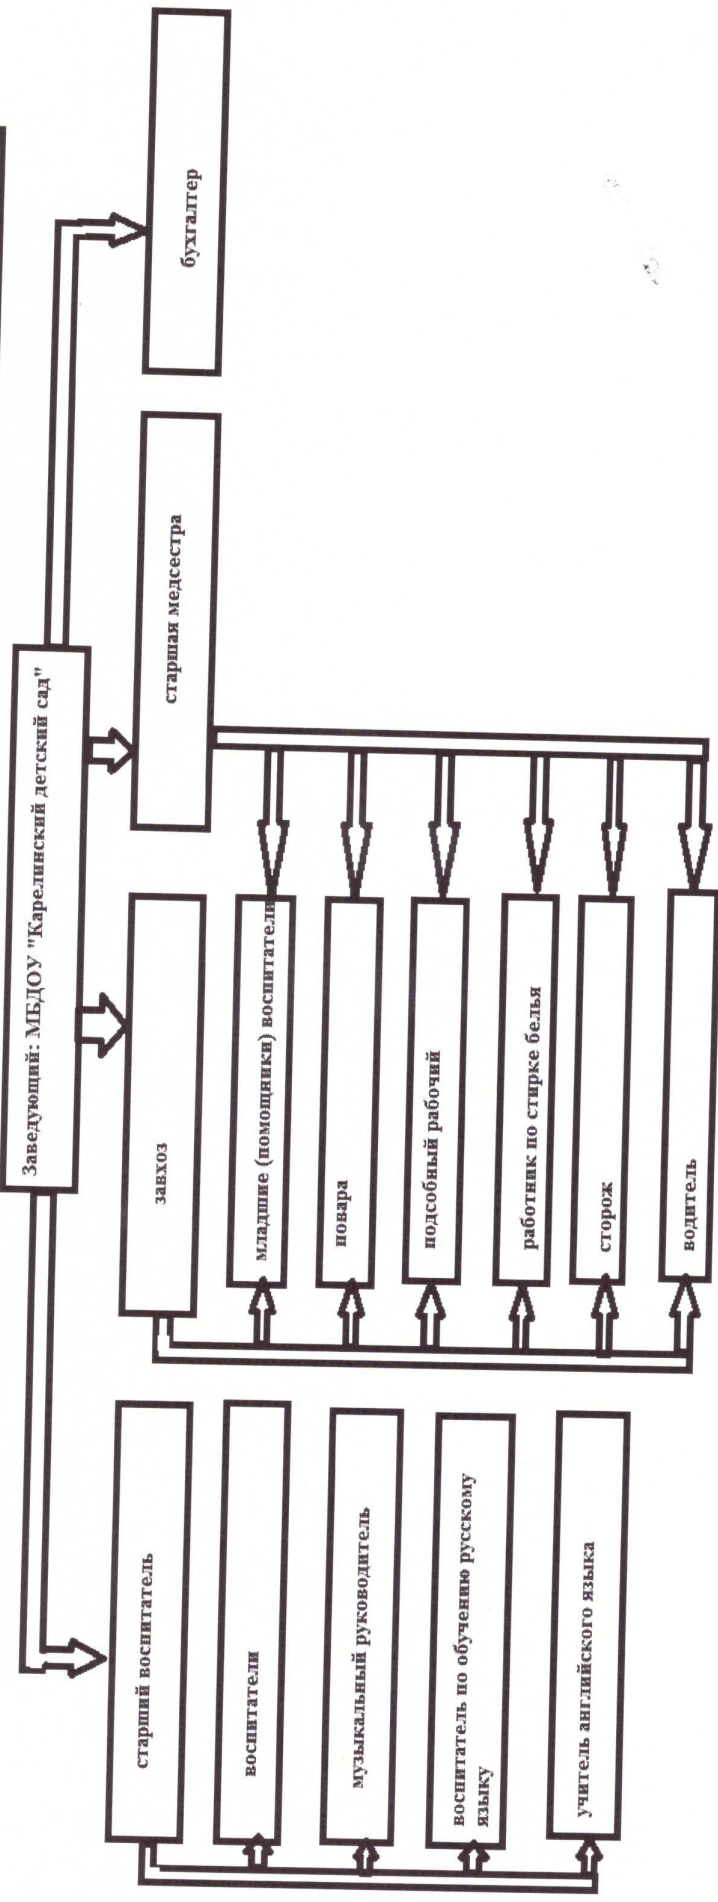 Заведующий: МБДОУ "Карелинский детский сад"
старший воспитатель
завхоз
старшая медсестра
бухгалтер
воспитатели
музыкальный руководитель
воспитатель по обучению русскому
языку
учитель английского языка
младшие (помощники) воспитатели
повара
подсобный рабочий
работник по стирке белья
сторож
водитель